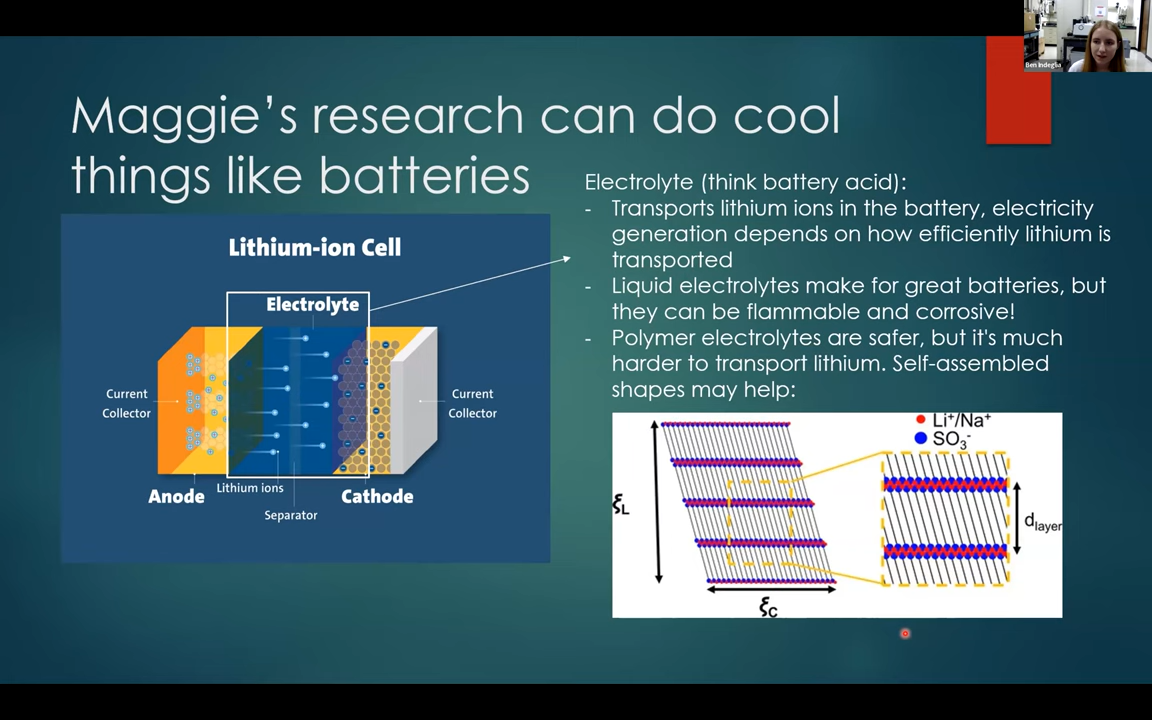 Ben Indeglia
Maggie's research can do cool
things like batteries
Lithium-ion Cell
Electrolyte
Current
Collector
Current
Collector
Anode
Lithium ions
Cathode
Separator
Electrolyte (think battery acid):
- Transports lithium ions in the battery, electricity
generation depends on how efficiently lithium is
transported
- Liquid electrolytes make for great batteries, but
they can be flammable and corrosive!
- Polymer electrolytes are safer, but it's much
harder to transport lithium. Self-assembled
shapes may help:
Li⁺/Na⁺
SO₃⁻
ξL
dlayer
ξC